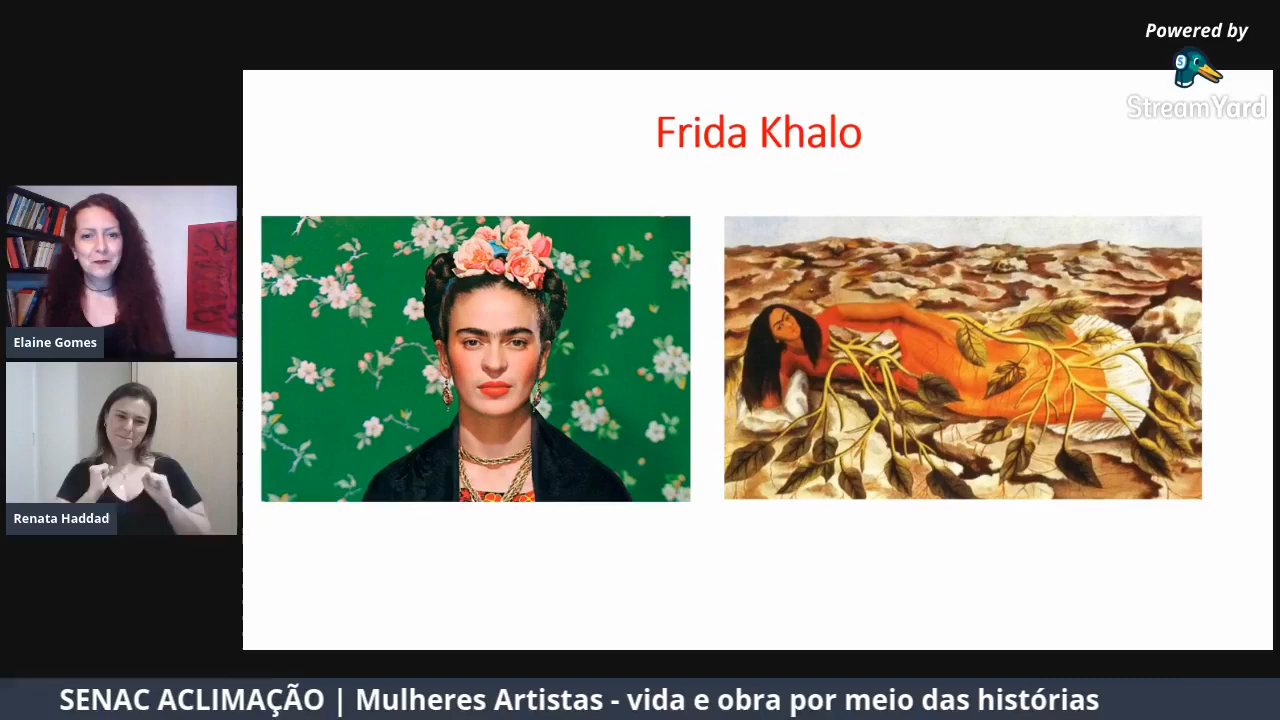 Powered by
S
StreamYard
Frida Khalo
Elaine Gomes
Renata Haddad
SENAC ACLIMAÇÃO | Mulheres Artistas - vida e obra por meio das histórias